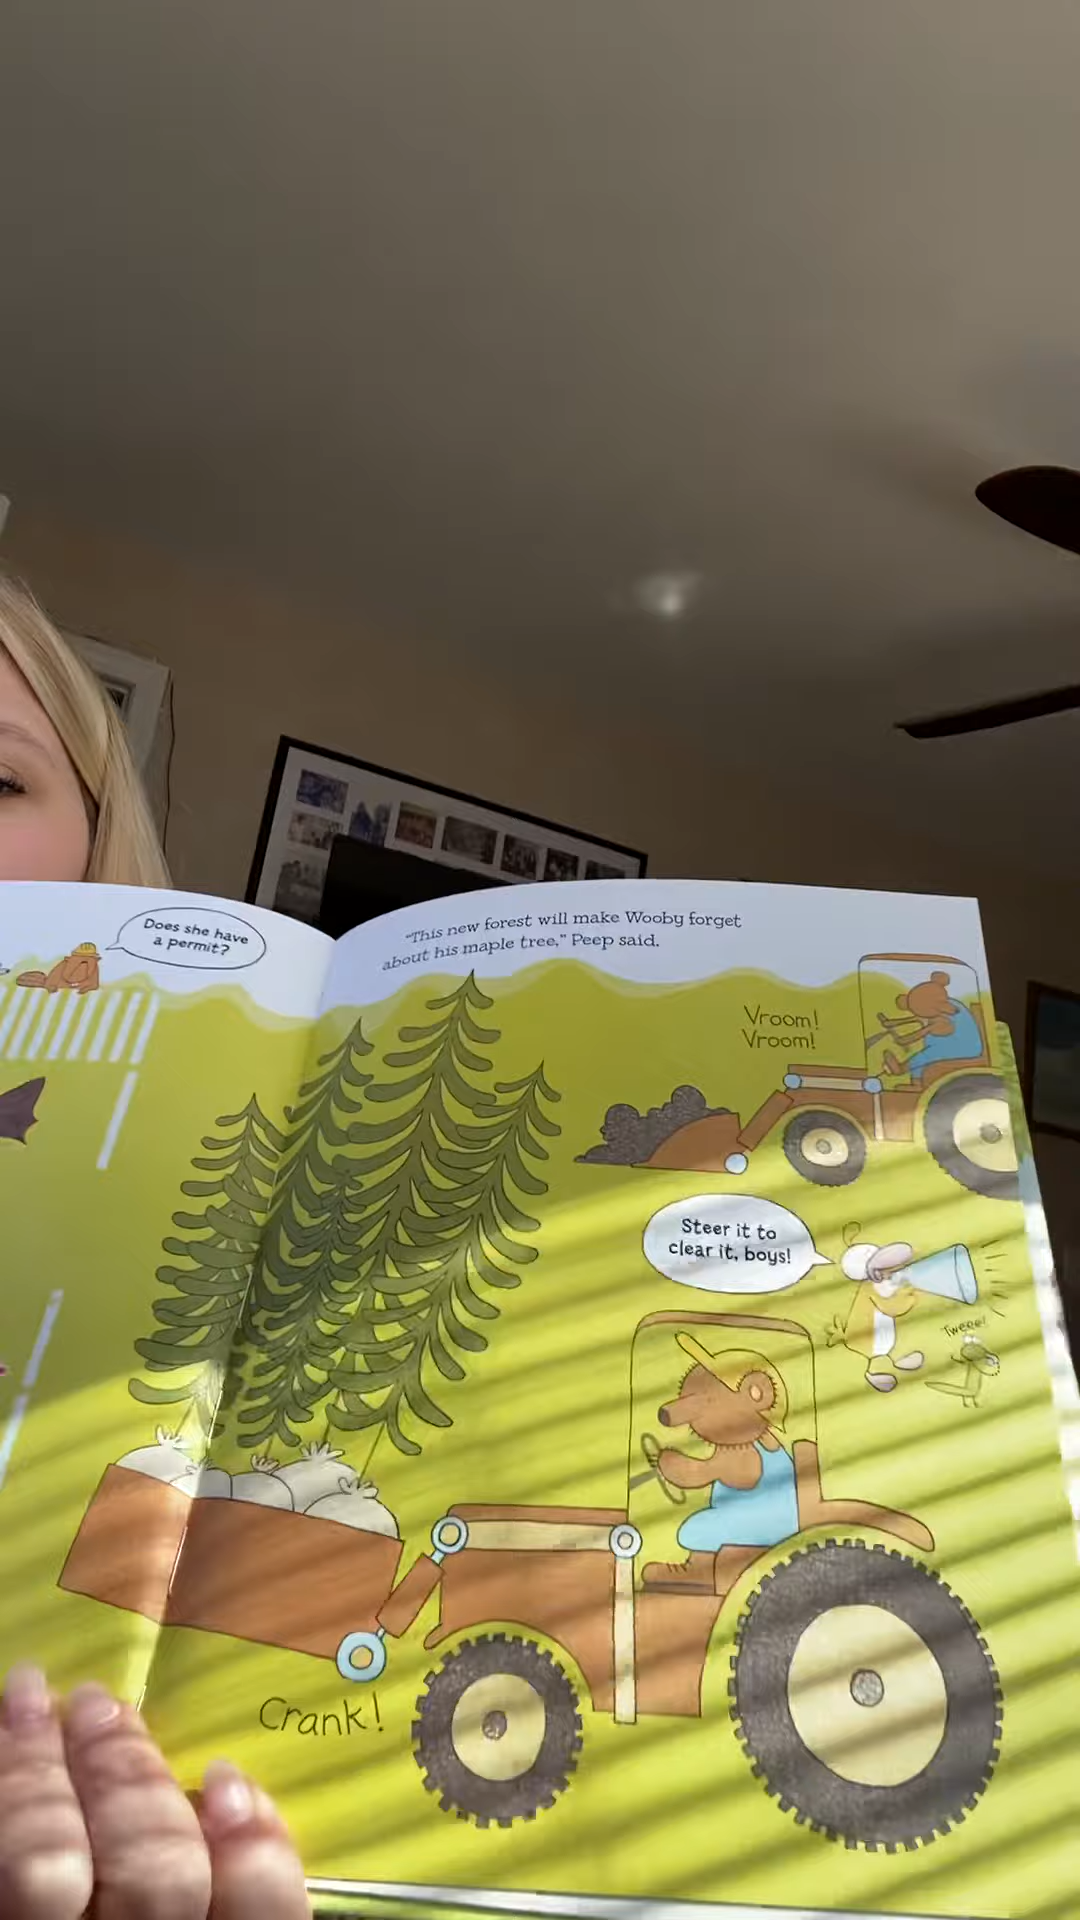 Does she have
a permit?
"This new forest will make Wooby forget
about his maple tree," Peep said.
Vroom!
Vroom!
Steer it to
clear it, boys!
Tweee!
Crank!